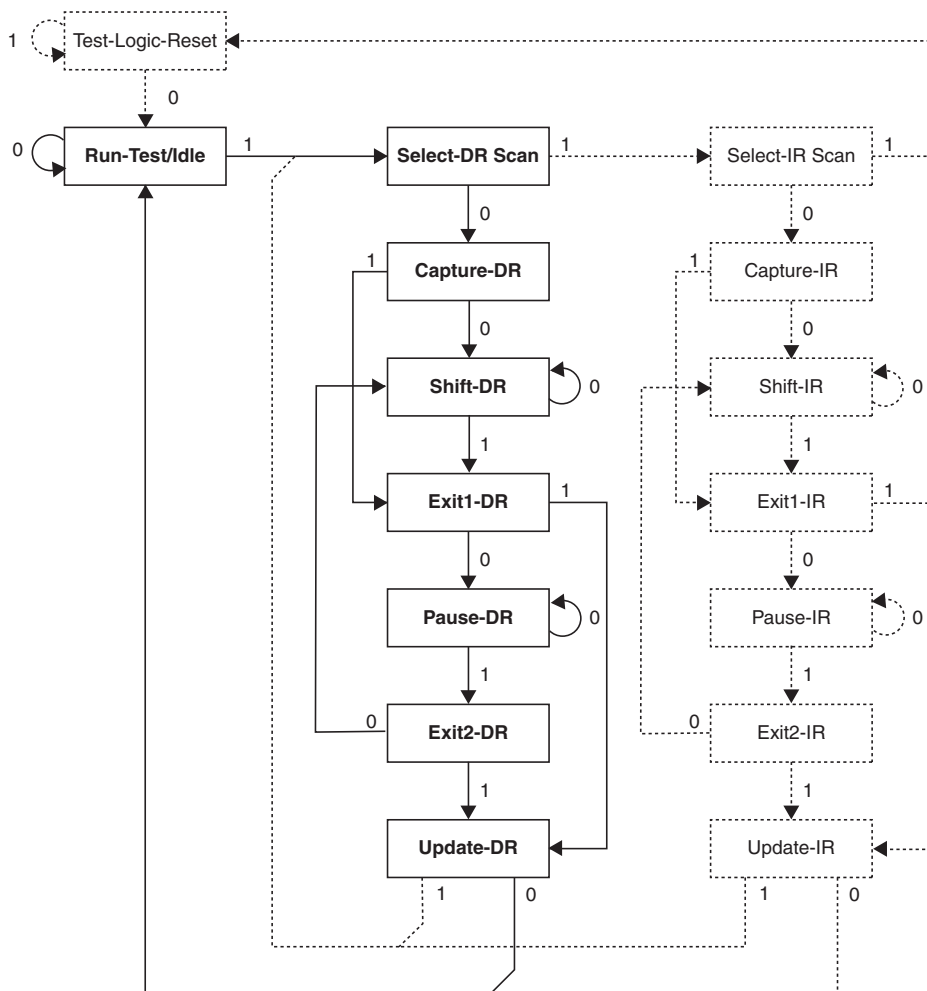 1 Test-Logic-Reset
0
0 Run-Test/Idle 1 Select-DR Scan 1 Select-IR Scan 1
0 0
1 Capture-DR 1 Capture-IR
0 0
Shift-DR 0 Shift-IR 0
1 1
Exit1-DR 1 Exit1-IR 1
0 0
Pause-DR 0 Pause-IR 0
1 1
0 Exit2-DR 0 Exit2-IR
1 1
Update-DR Update-IR
1 0 1 0